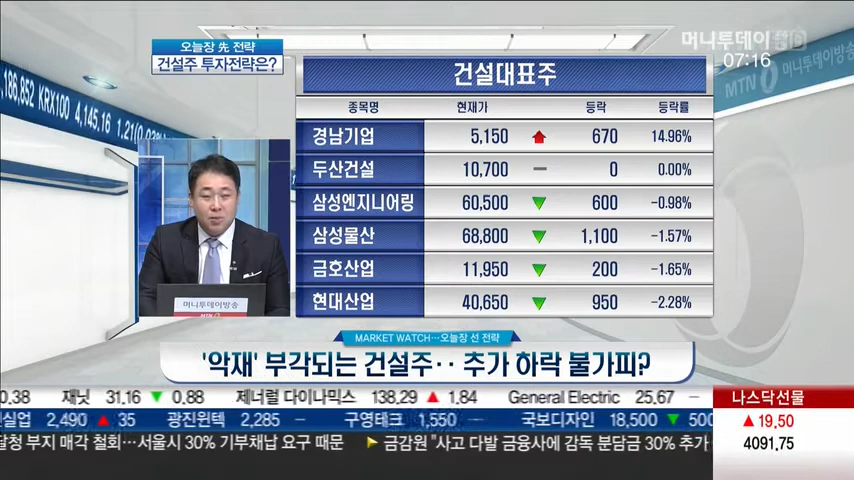 오늘장 先 전략
건설주 투자전략은?
머니투데이 HD
07:16
MTN 머니투데이방송
,186,852 KRX100 4,145.16 1.21(0.03%)
건설대표주
종목명 현재가 등락 등락률
경남기업 5,150 670 14.96%
두산건설 10,700 0 0.00%
삼성엔지니어링 60,500 ▼ 600 -0.98%
삼성물산 68,800 ▼ 1,100 -1.57%
금호산업 11,950 ▼ 200 -1.65%
현대산업 40,650 ▼ 950 -2.28%
머니투데이방송
MTN
MARKET WATCH…오늘장 선 전략
'악재' 부각되는 건설주‥ 추가 하락 불가피?
0.38 재닛 31.16 ▼ 0.88 제너럴 다이나믹스 138.29 ▲ 1.84 General Electric 25.67 –
신실업 2,490 ▲ 35 광진윈텍 2,285 – 구영테크 1,550 – 국보디자인 18,500 ▼ 500
달청 부지 매각 철회…서울시 30% 기부채납 요구 때문 ▶ 금감원 "사고 다발 금융사에 감독 분담금 30% 추가
나스닥선물
▲ 19.50
4091.75